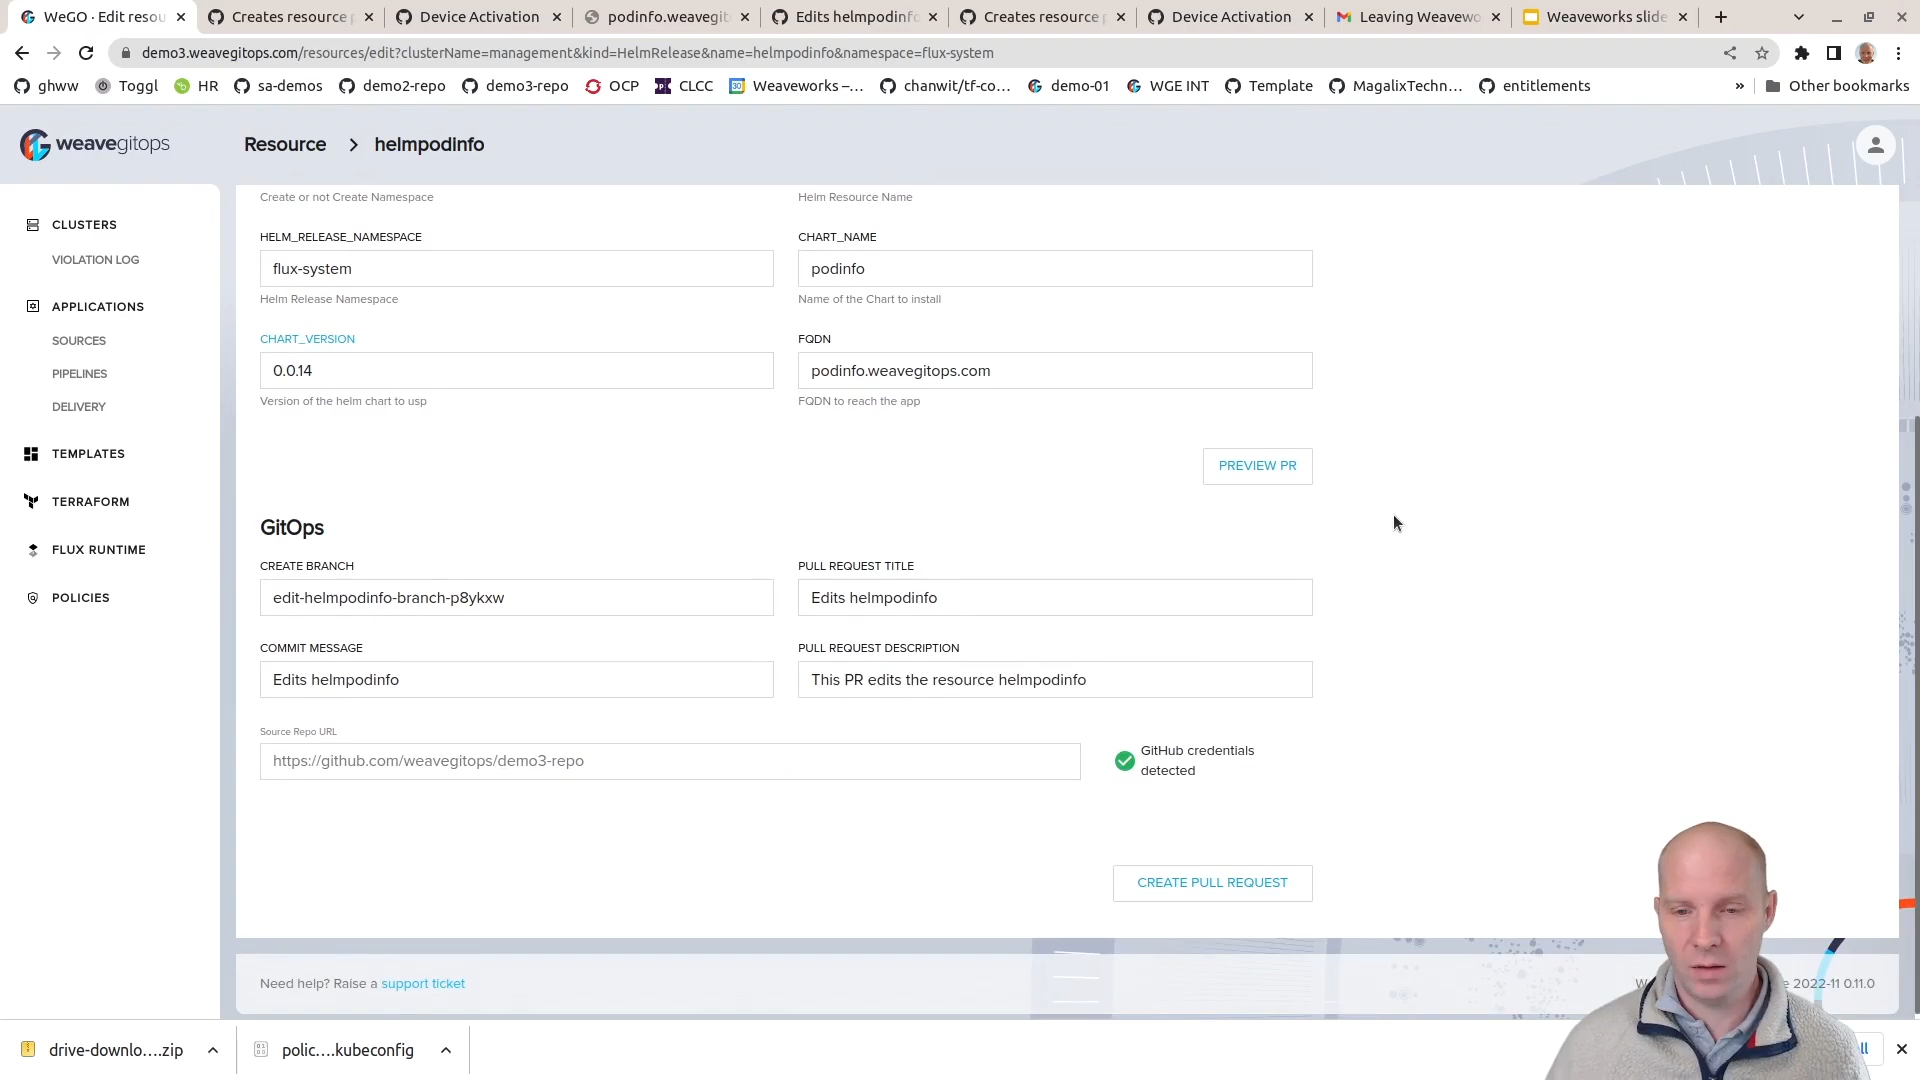 WeGO - Edit resou
Creates resource p
Device Activation
podinfo.weavegit
Edits helmpodinfo
Creates resource p
Device Activation
Leaving Weavewo
Weaveworks slide
demo3.weavegitops.com/resources/edit?clusterName=management&kind=HelmRelease&name=helmpodinfo&namespace=flux-system
ghww
Toggl
HR
sa-demos
demo2-repo
demo3-repo
OCP
CLCC
Weaveworks –…
chanwit/tf-co…
demo-01
WGE INT
Template
MagalixTechn…
entitlements
»
Other bookmarks
weavegitops
Resource > helmpodinfo
CLUSTERS
VIOLATION LOG
APPLICATIONS
SOURCES
PIPELINES
DELIVERY
TEMPLATES
TERRAFORM
FLUX RUNTIME
POLICIES
Create or not Create Namespace
Helm Resource Name
HELM_RELEASE_NAMESPACE
flux-system
Helm Release Namespace
CHART_NAME
podinfo
Name of the Chart to install
CHART_VERSION
0.0.14
Version of the helm chart to usp
FQDN
podinfo.weavegitops.com
FQDN to reach the app
PREVIEW PR
GitOps
CREATE BRANCH
edit-helmpodinfo-branch-p8ykxw
PULL REQUEST TITLE
Edits helmpodinfo
COMMIT MESSAGE
Edits helmpodinfo
PULL REQUEST DESCRIPTION
This PR edits the resource helmpodinfo
Source Repo URL
https://github.com/weavegitops/demo3-repo
GitHub credentials
detected
CREATE PULL REQUEST
Need help? Raise a support ticket
2022-11 0.11.0
drive-downlo....zip
polic....kubeconfig